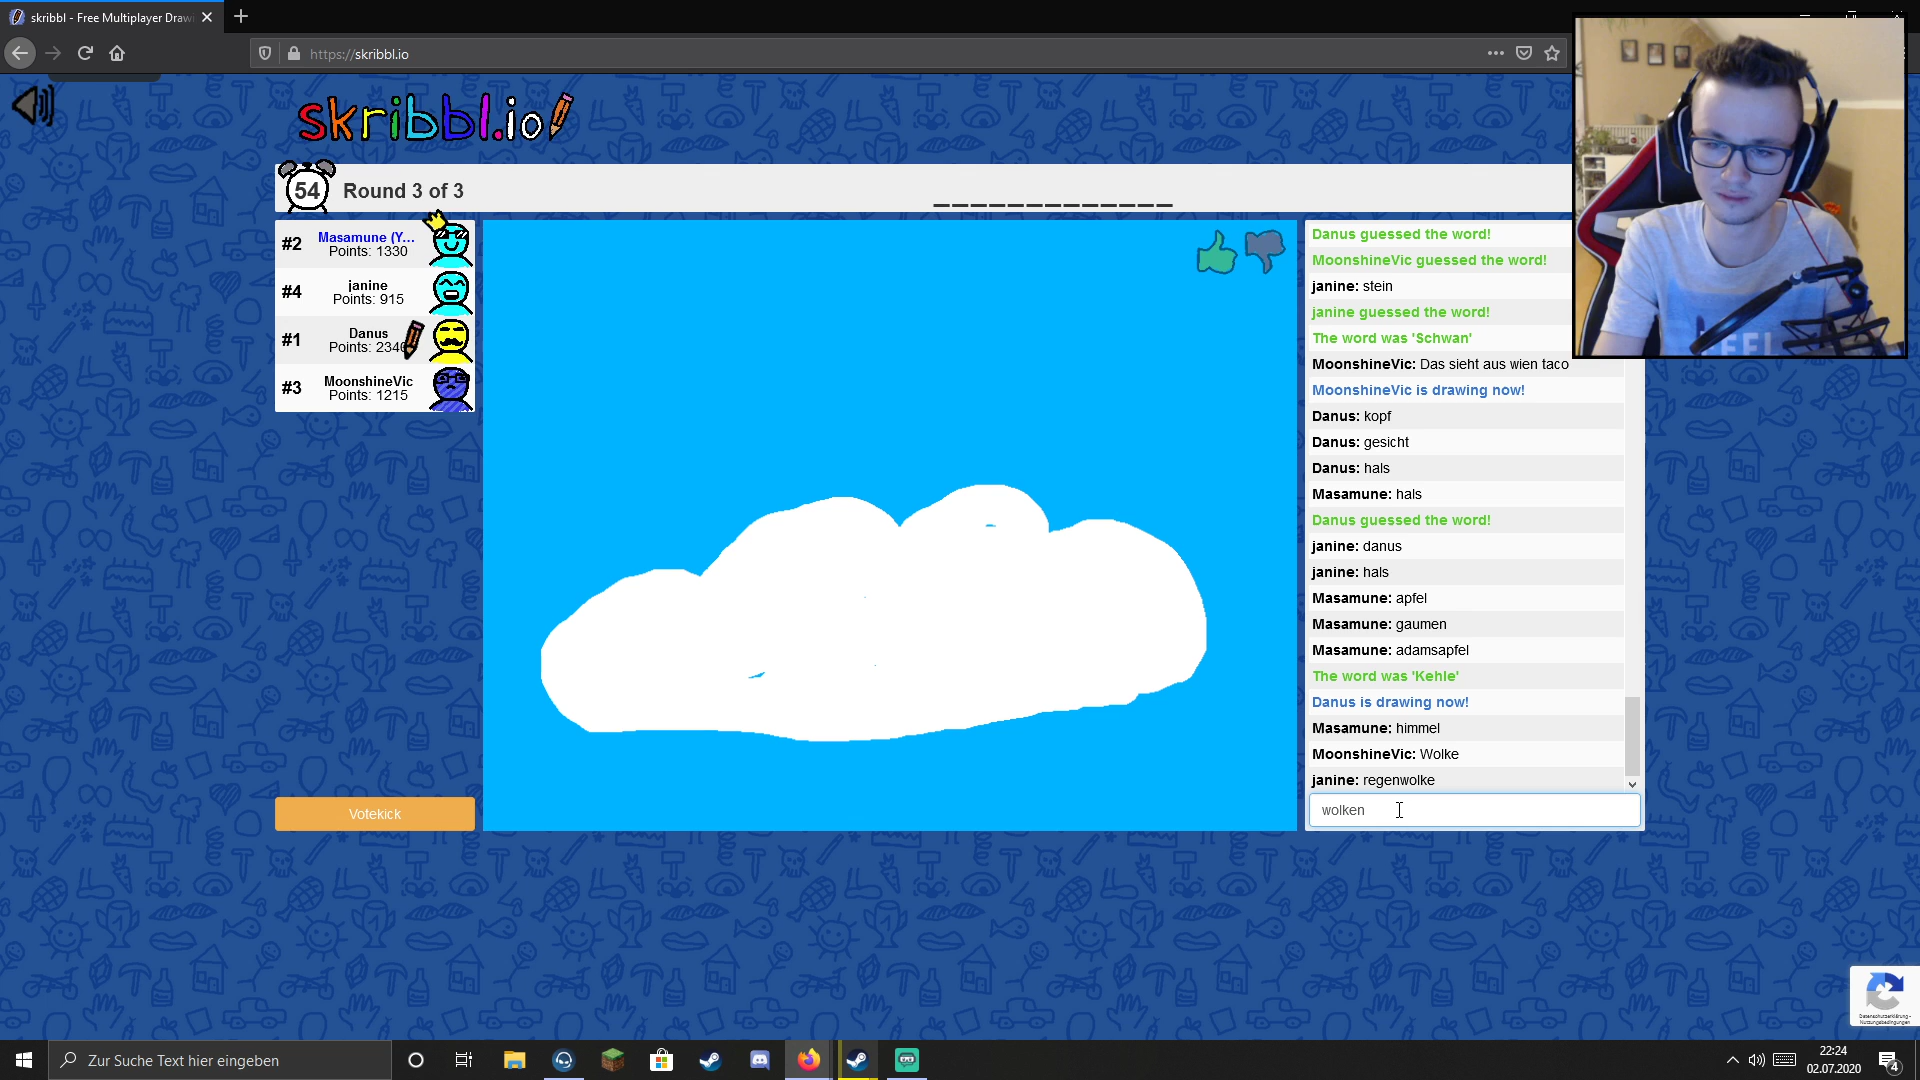 skribbl - Free Multiplayer Draw
https://skribbl.io
skribbl.io
54
Round 3 of 3
_____________
#2
Masamune (Y...
Points: 1330
#4
janine
Points: 915
#1
Danus
Points: 2340
#3
MoonshineVic
Points: 1215
Votekick
Danus guessed the word!
MoonshineVic guessed the word!
janine: stein
janine guessed the word!
The word was 'Schwan'
MoonshineVic: Das sieht aus wien taco
MoonshineVic is drawing now!
Danus: kopf
Danus: gesicht
Danus: hals
Masamune: hals
Danus guessed the word!
janine: danus
janine: hals
Masamune: apfel
Masamune: gaumen
Masamune: adamsapfel
The word was 'Kehle'
Danus is drawing now!
Masamune: himmel
MoonshineVic: Wolke
janine: regenwolke
wolken
Datenschutzerklärung -
Nutzungsbedingungen
Zur Suche Text hier eingeben
22:24
02.07.2020
4